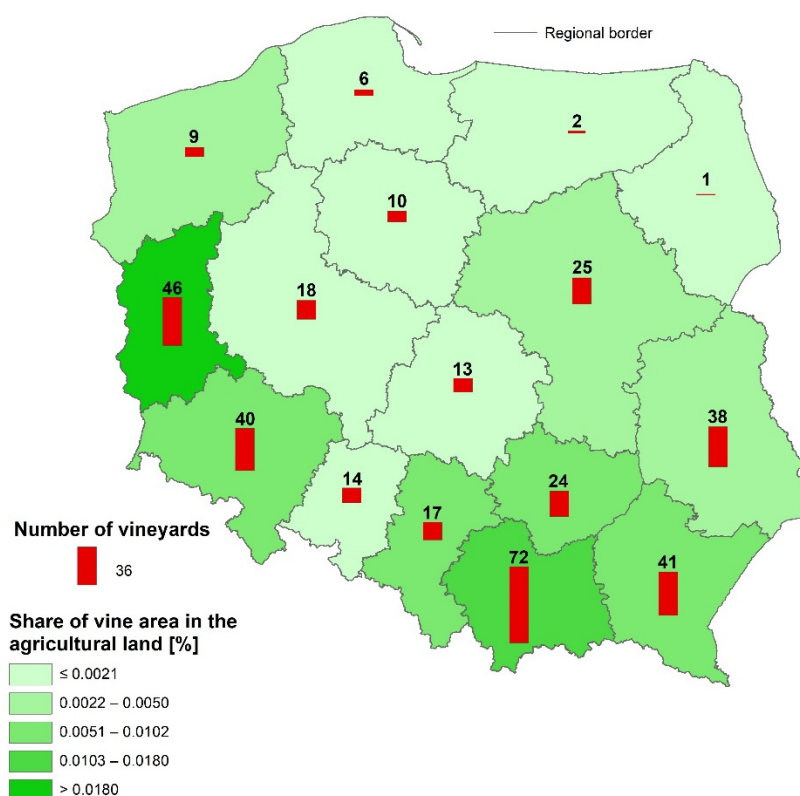 Regional border
6
2
9
1
10
25
46
18
13
38
40
14
24
17
72
41
Number of vineyards
36
Share of vine area in the
agricultural land [%]
≤ 0.0021
0.0022 – 0.0050
0.0051 – 0.0102
0.0103 – 0.0180
> 0.0180